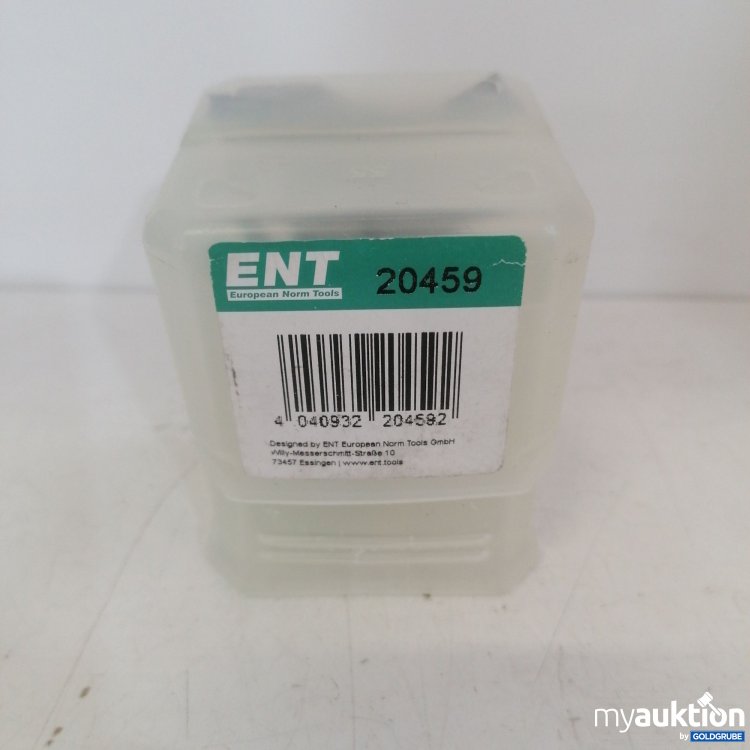 ENT 20459
European Norm Tools
4 040932 204592
Designed by ENT European Norm Tools GmbH
Willy-Messerschmitt-Straße 10
73457 Essingen | www.ent.tools
myauktion
by GOLDGRUBE